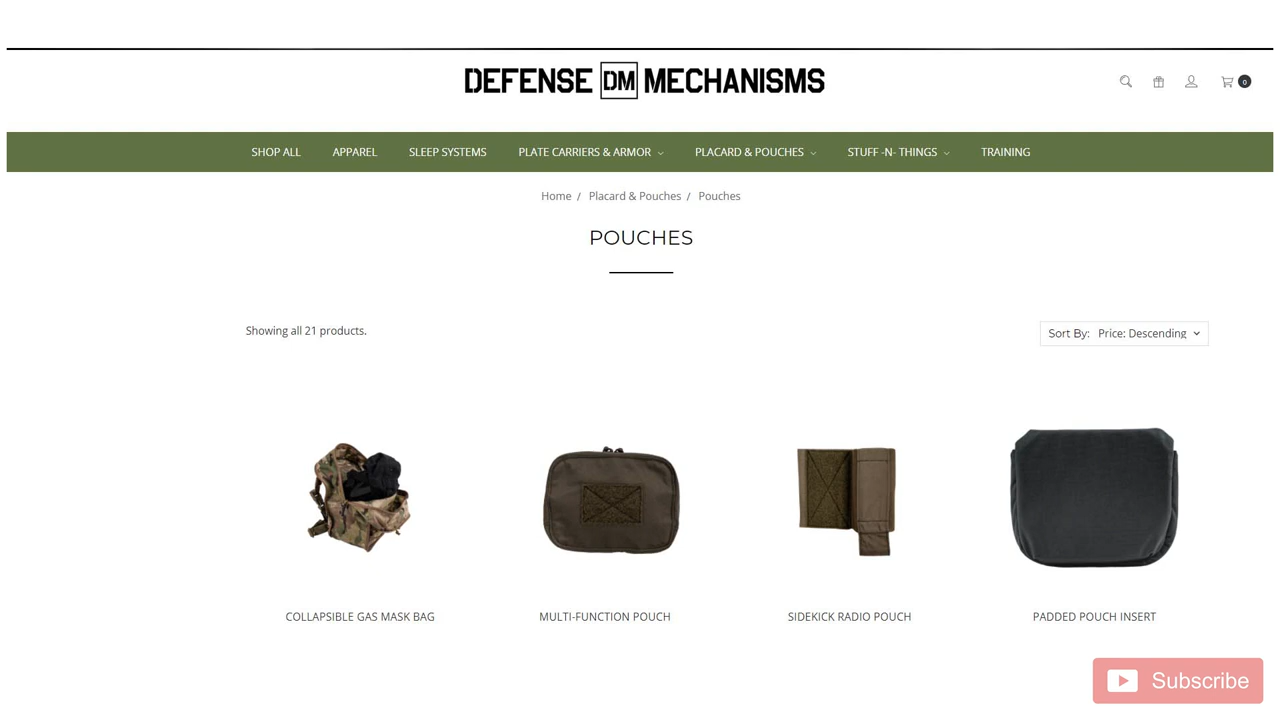 DEFENSE DM MECHANISMS
0
SHOP ALL APPAREL SLEEP SYSTEMS PLATE CARRIERS & ARMOR PLACARD & POUCHES STUFF -N- THINGS TRAINING
Home / Placard & Pouches / Pouches
POUCHES
Showing all 21 products.
Sort By: Price: Descending
COLLAPSIBLE GAS MASK BAG MULTI-FUNCTION POUCH SIDEKICK RADIO POUCH PADDED POUCH INSERT
Subscribe